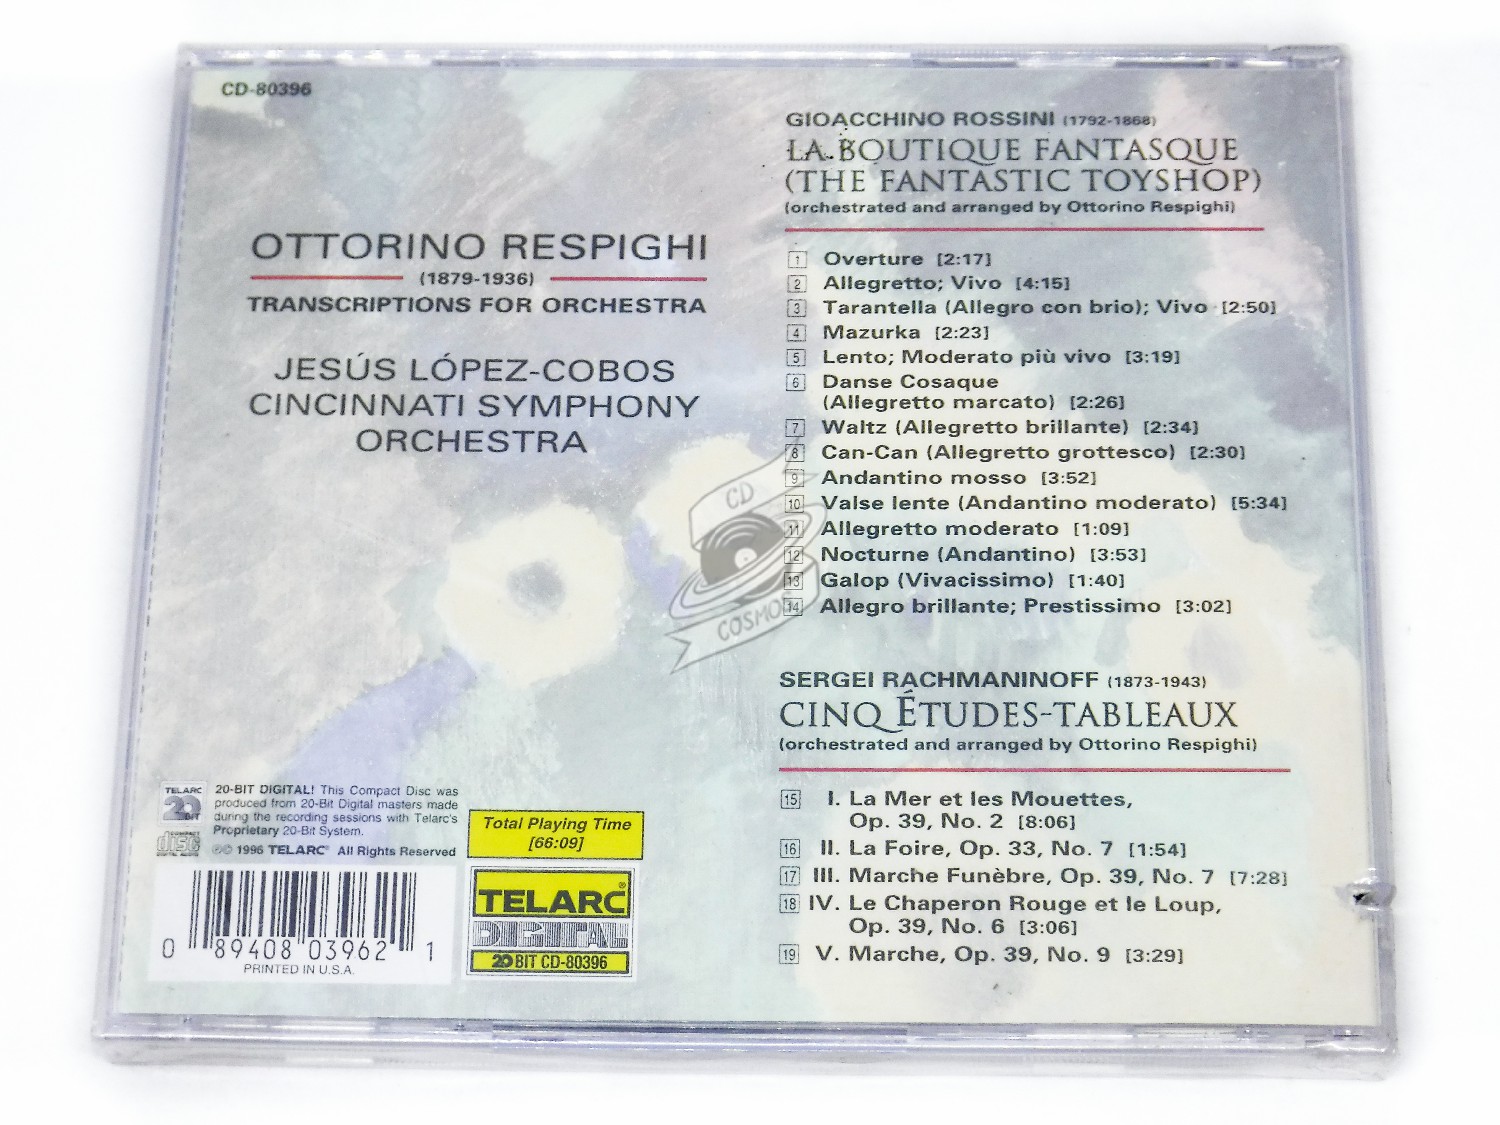 CD-80396
OTTORINO RESPIGHI
(1879-1936)
TRANSCRIPTIONS FOR ORCHESTRA
JESÚS LÓPEZ-COBOS
CINCINNATI SYMPHONY
ORCHESTRA
GIOACCHINO ROSSINI (1792-1868)
LA BOUTIQUE FANTASQUE
(THE FANTASTIC TOYSHOP)
(orchestrated and arranged by Ottorino Respighi)
1 Overture [2:17]
2 Allegretto; Vivo [4:15]
3 Tarantella (Allegro con brio); Vivo [2:50]
4 Mazurka [2:23]
5 Lento; Moderato più vivo [3:19]
6 Danse Cosaque
(Allegretto marcato) [2:26]
7 Waltz (Allegretto brillante) [2:34]
8 Can-Can (Allegretto grottesco) [2:30]
9 Andantino mosso [3:52]
10 Valse lente (Andantino moderato) [5:34]
11 Allegretto moderato [1:09]
12 Nocturne (Andantino) [3:53]
13 Galop (Vivacissimo) [1:40]
14 Allegro brillante; Prestissimo [3:02]
CD
COSMOS
SERGEI RACHMANINOFF (1873-1943)
CINQ ÉTUDES-TABLEAUX
(orchestrated and arranged by Ottorino Respighi)
15 I. La Mer et les Mouettes,
Op. 39, No. 2 [8:06]
16 II. La Foire, Op. 33, No. 7 [1:54]
17 III. Marche Funèbre, Op. 39, No. 7 [7:28]
18 IV. Le Chaperon Rouge et le Loup,
Op. 39, No. 6 [3:06]
19 V. Marche, Op. 39, No. 9 [3:29]
TELARC
20 BIT
20-BIT DIGITAL! This Compact Disc was
produced from 20-Bit Digital masters made
during the recording sessions with Telarc's
Proprietary 20-Bit System.
℗© 1996 TELARC® All Rights Reserved
COMPACT
disc
DIGITAL AUDIO
Total Playing Time
[66:09]
TELARC®
DIGITAL
20 BIT CD-80396
0 89408 03962 1
PRINTED IN U.S.A.